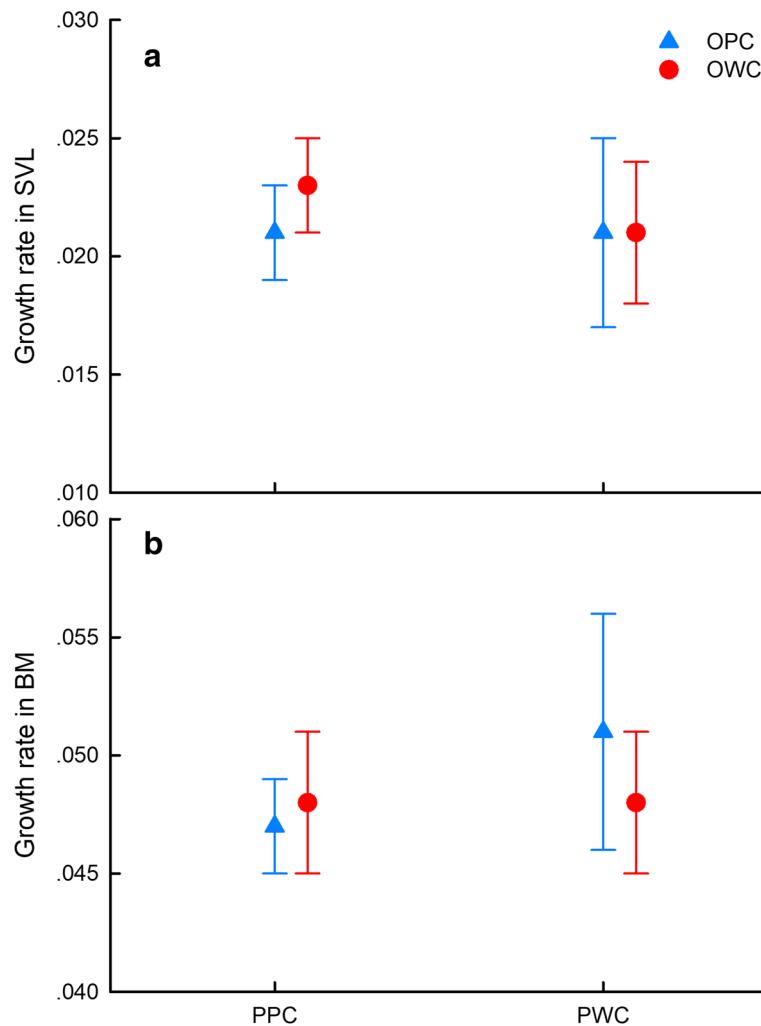 .030
a
OPC
OWC
.025
.020
.015
.010
Growth rate in SVL
.060
b
.055
.050
.045
.040
Growth rate in BM
PPC PWC